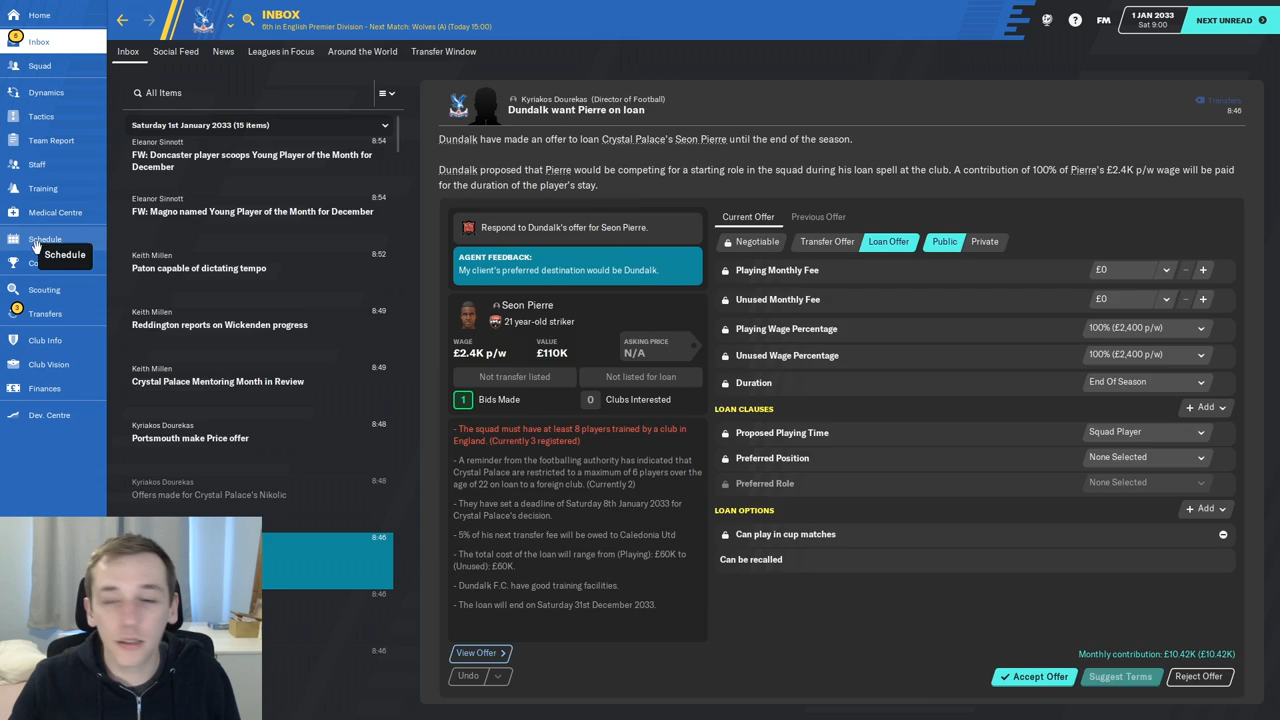 Home
INBOX
6th in English Premier Division - Next Match: Wolves (A) (Today 15:00)
FM
1 JAN 2033
Sat 9:00
NEXT UNREAD
6
Inbox
Squad
Dynamics
Tactics
Team Report
Staff
Training
Medical Centre
Schedule
Schedule
Scouting
3
Transfers
Club Info
Club Vision
Finances
Dev. Centre
Inbox
Social Feed
News
Leagues in Focus
Around the World
Transfer Window
All Items
Saturday 1st January 2033 (15 items)
Eleanor Sinnott
8:54
FW: Doncaster player scoops Young Player of the Month for
December
Eleanor Sinnott
8:54
FW: Magno named Young Player of the Month for December
Keith Millen
8:52
Paton capable of dictating tempo
Keith Millen
8:49
Reddington reports on Wickenden progress
Keith Millen
8:49
Crystal Palace Mentoring Month in Review
Kyriakos Dourekas
8:48
Portsmouth make Price offer
Kyriakos Dourekas
8:48
Offers made for Crystal Palace's Nikolic
8:46
8:46
8:46
Kyriakos Dourekas (Director of Football)
Dundalk want Pierre on loan
Transfers
8:46
Dundalk have made an offer to loan Crystal Palace's Seon Pierre until the end of the season.
Dundalk proposed that Pierre would be competing for a starting role in the squad during his loan spell at the club. A contribution of 100% of Pierre's £2.4K p/w wage will be paid
for the duration of the player's stay.
Respond to Dundalk's offer for Seon Pierre.
AGENT FEEDBACK:
My client's preferred destination would be Dundalk.
Seon Pierre
21 year-old striker
WAGE
£2.4K p/w
VALUE
£110K
ASKING PRICE
N/A
Not transfer listed
Not listed for loan
1 Bids Made
0 Clubs Interested
- The squad must have at least 8 players trained by a club in
England. (Currently 3 registered)
- A reminder from the footballing authority has indicated that
Crystal Palace are restricted to a maximum of 6 players over the
age of 22 on loan to a foreign club. (Currently 2)
- They have set a deadline of Saturday 8th January 2033 for
Crystal Palace's decision.
- 5% of his next transfer fee will be owed to Caledonia Utd
- The total cost of the loan will range from (Playing): £60K to
(Unused): £60K.
- Dundalk F.C. have good training facilities.
- The loan will end on Saturday 31st December 2033.
View Offer
Undo
Current Offer
Previous Offer
Negotiable
Transfer Offer
Loan Offer
Public
Private
Playing Monthly Fee
£0
Unused Monthly Fee
£0
Playing Wage Percentage
100% (£2,400 p/w)
Unused Wage Percentage
100% (£2,400 p/w)
Duration
End Of Season
LOAN CLAUSES
+ Add
Proposed Playing Time
Squad Player
Preferred Position
None Selected
Preferred Role
None Selected
LOAN OPTIONS
+ Add
Can play in cup matches
Can be recalled
Monthly contribution: £10.42K (£10.42K)
Accept Offer
Suggest Terms
Reject Offer